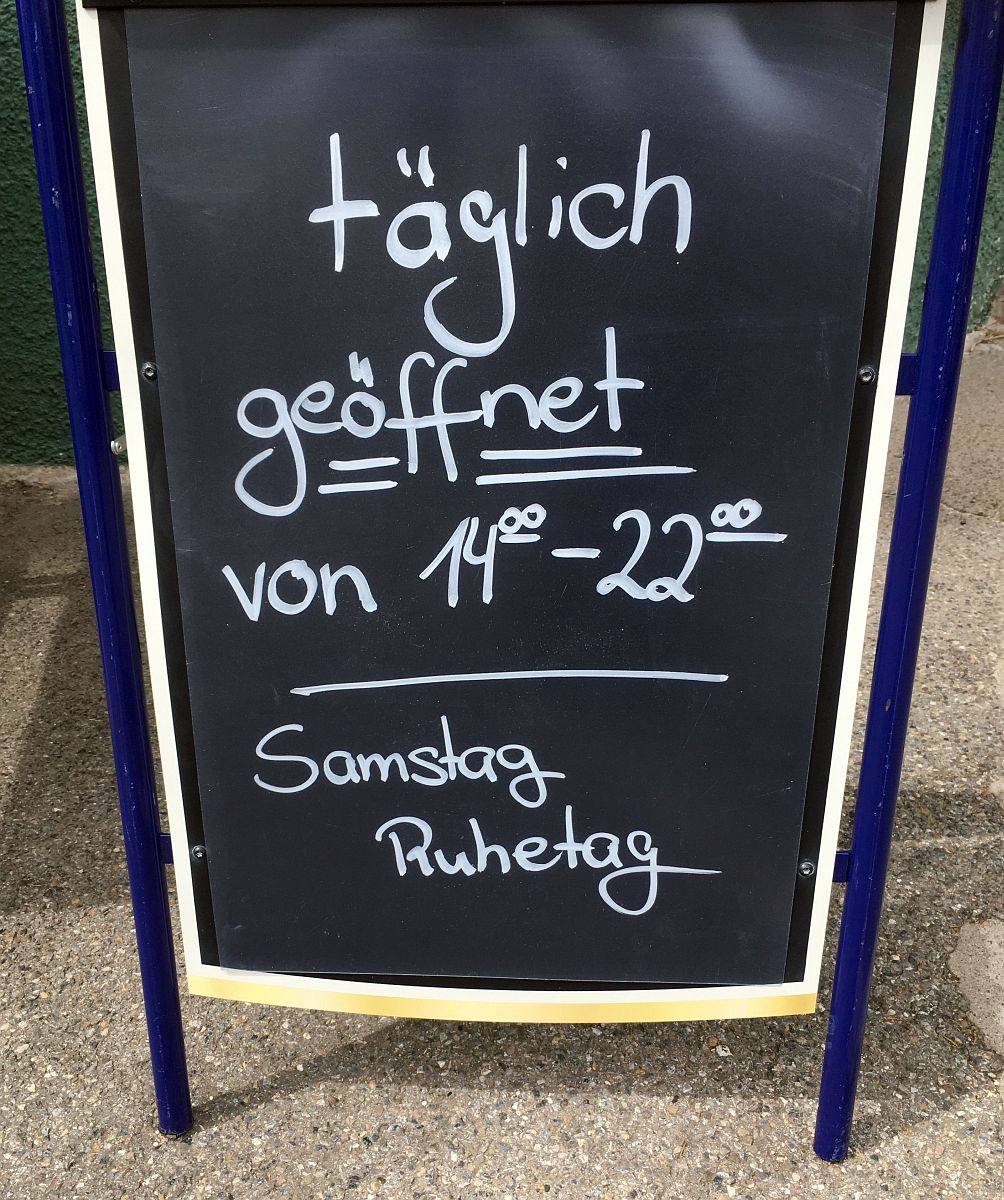 täglich
geöffnet
von 14⁰⁰ – 22⁰⁰
Samstag
Ruhetag